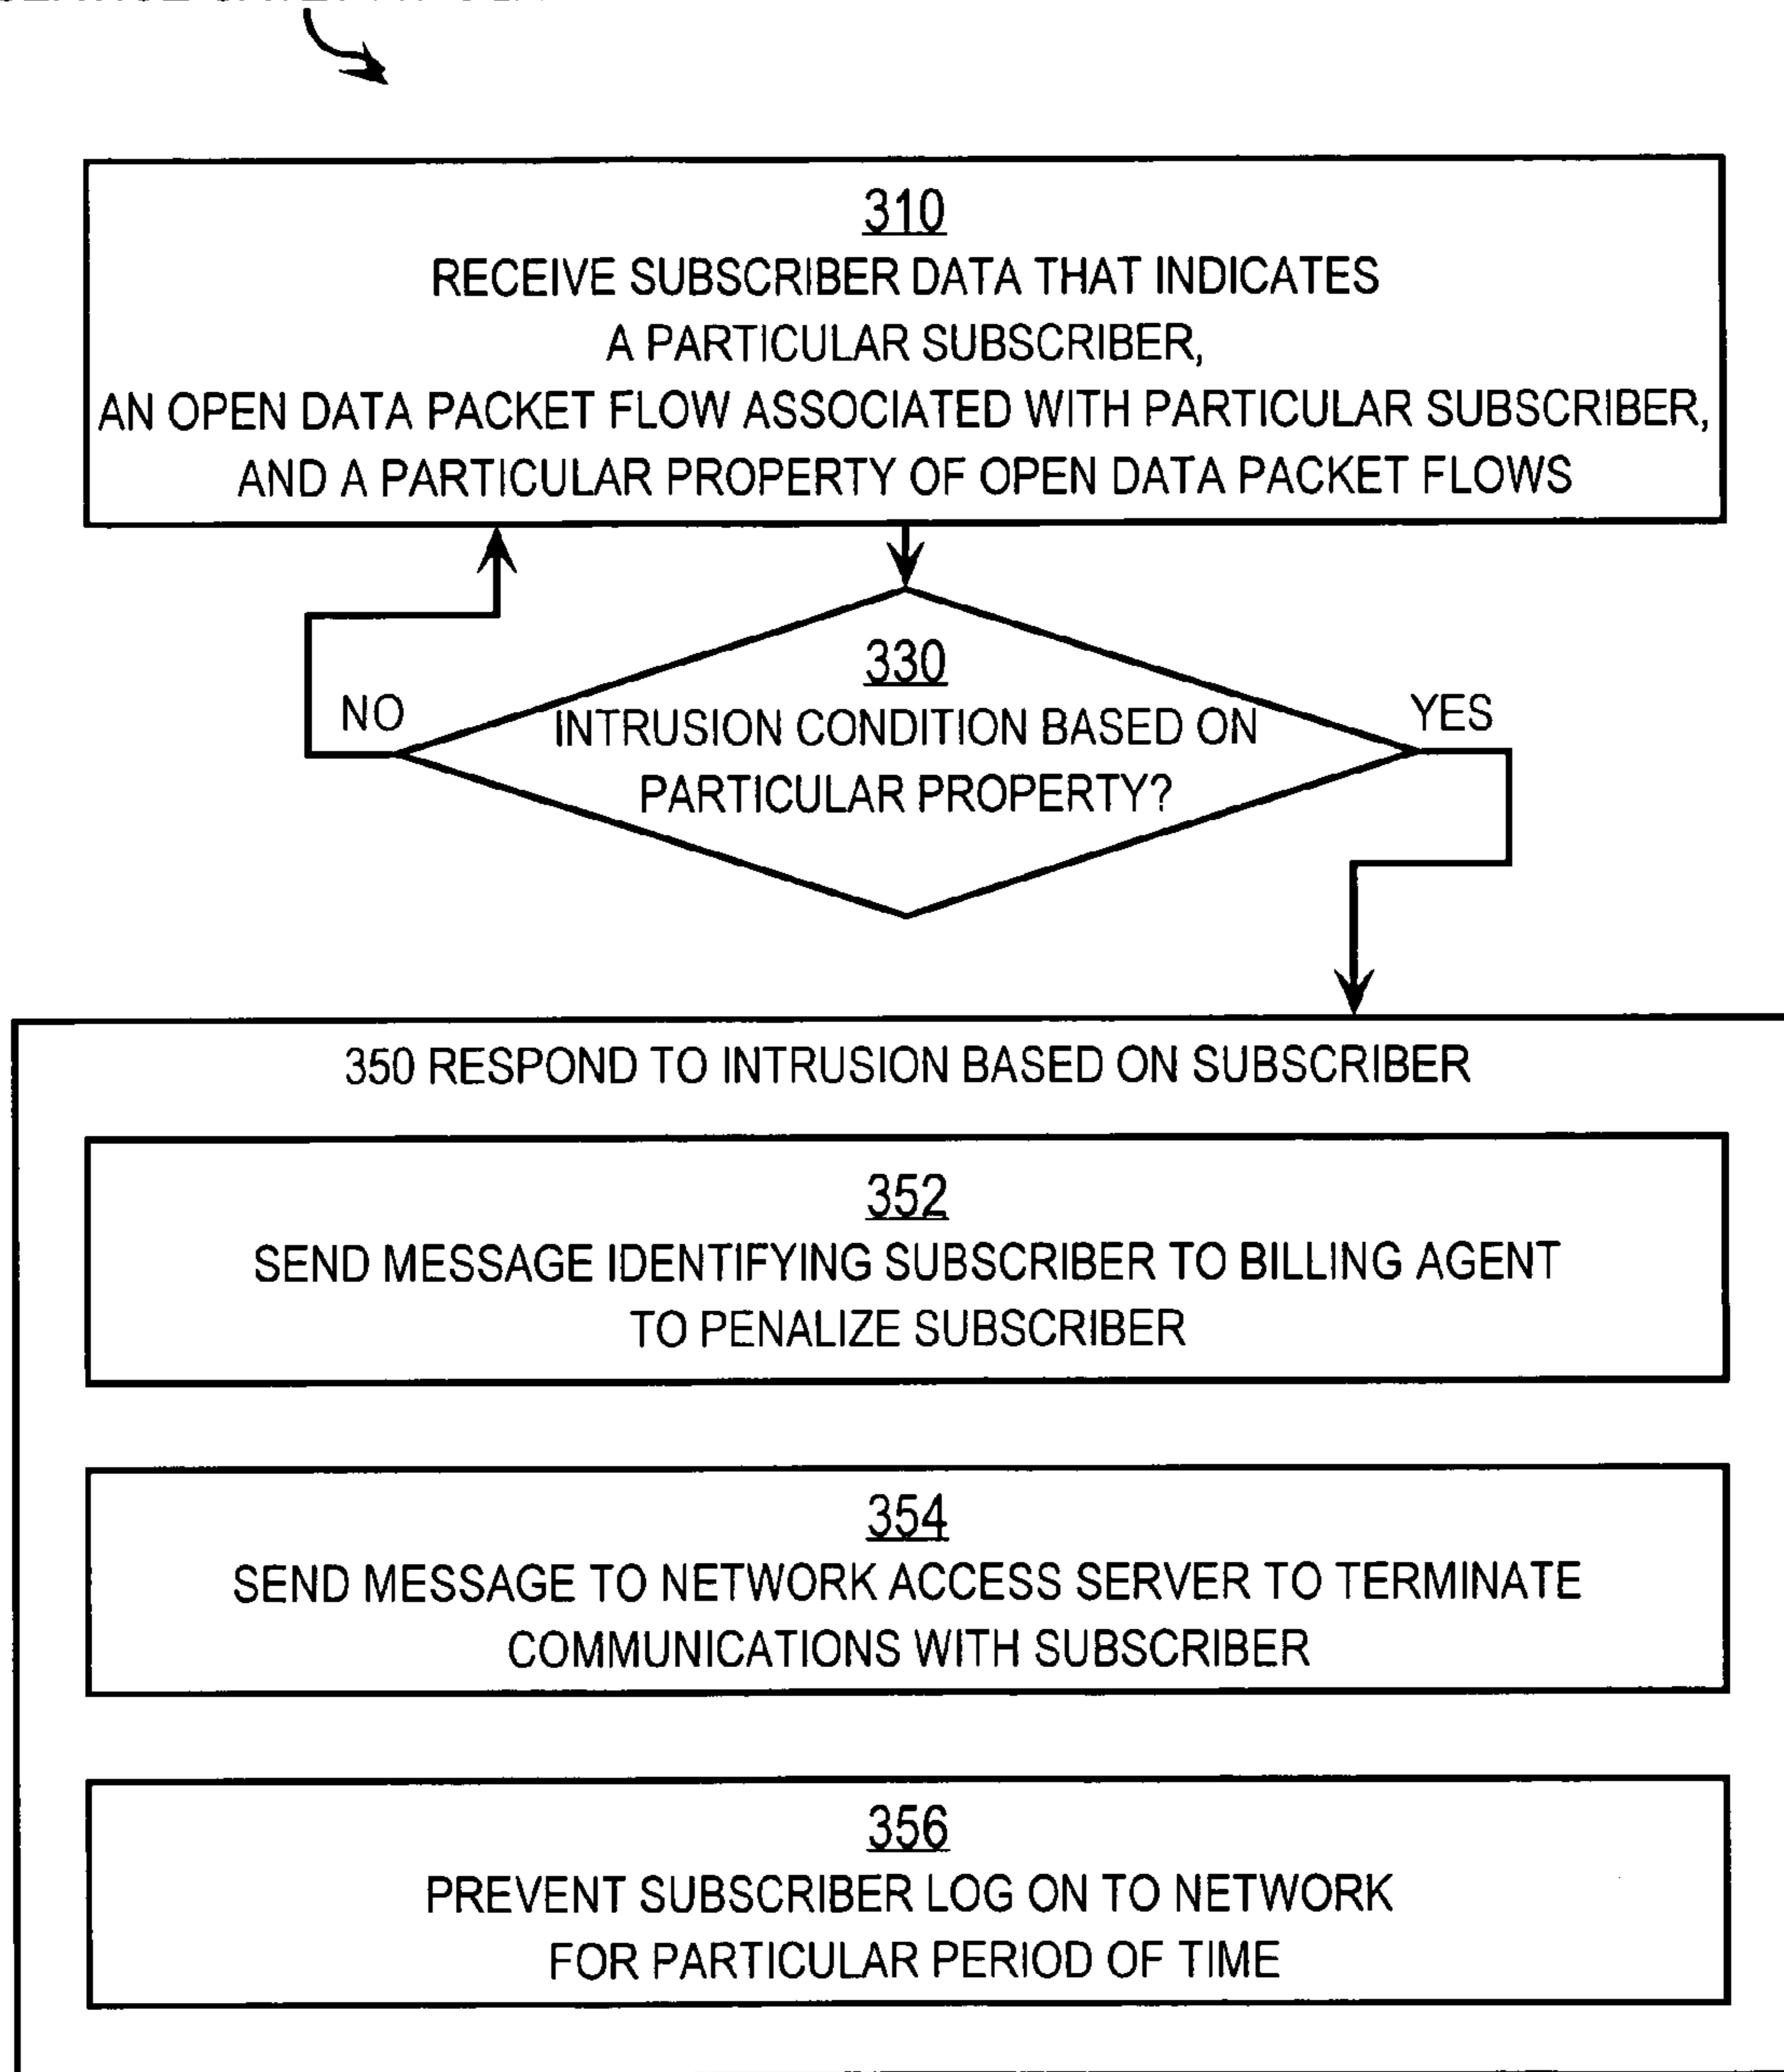 310
RECEIVE SUBSCRIBER DATA THAT INDICATES
A PARTICULAR SUBSCRIBER,
AN OPEN DATA PACKET FLOW ASSOCIATED WITH PARTICULAR SUBSCRIBER,
AND A PARTICULAR PROPERTY OF OPEN DATA PACKET FLOWS
330
INTRUSION CONDITION BASED ON
PARTICULAR PROPERTY?
NO
YES
350 RESPOND TO INTRUSION BASED ON SUBSCRIBER
352
SEND MESSAGE IDENTIFYING SUBSCRIBER TO BILLING AGENT
TO PENALIZE SUBSCRIBER
354
SEND MESSAGE TO NETWORK ACCESS SERVER TO TERMINATE
COMMUNICATIONS WITH SUBSCRIBER
356
PREVENT SUBSCRIBER LOG ON TO NETWORK
FOR PARTICULAR PERIOD OF TIME